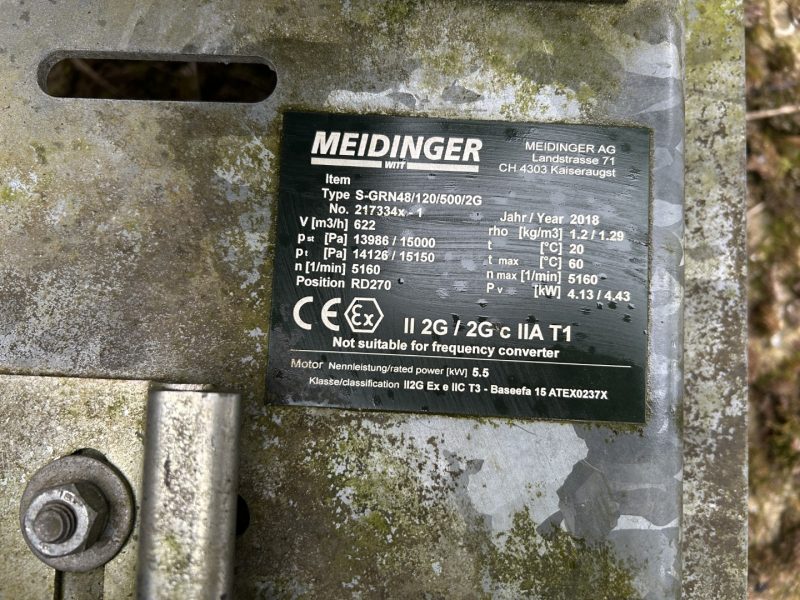 MEIDINGER
WITT
MEIDINGER AG
Landstrasse 71
CH 4303 Kaiseraugst
Item
Type S-GRN48/120/500/2G
No. 217334x - 1
Jahr / Year 2018
V [m3/h] 622
rho [kg/m3] 1.2 / 1.29
p st [Pa] 13986 / 15000
t [°C] 20
p t [Pa] 14126 / 15150
t max [°C] 60
n [1/min] 5160
n max [1/min] 5160
Position RD270
P v [kW] 4.13 / 4.43
CE Ex II 2G / 2G c IIA T1
Not suitable for frequency converter
Motor Nennleistung/rated power [kW] 5.5
Klasse/classification II2G Ex e IIC T3 - Baseefa 15 ATEX0237X